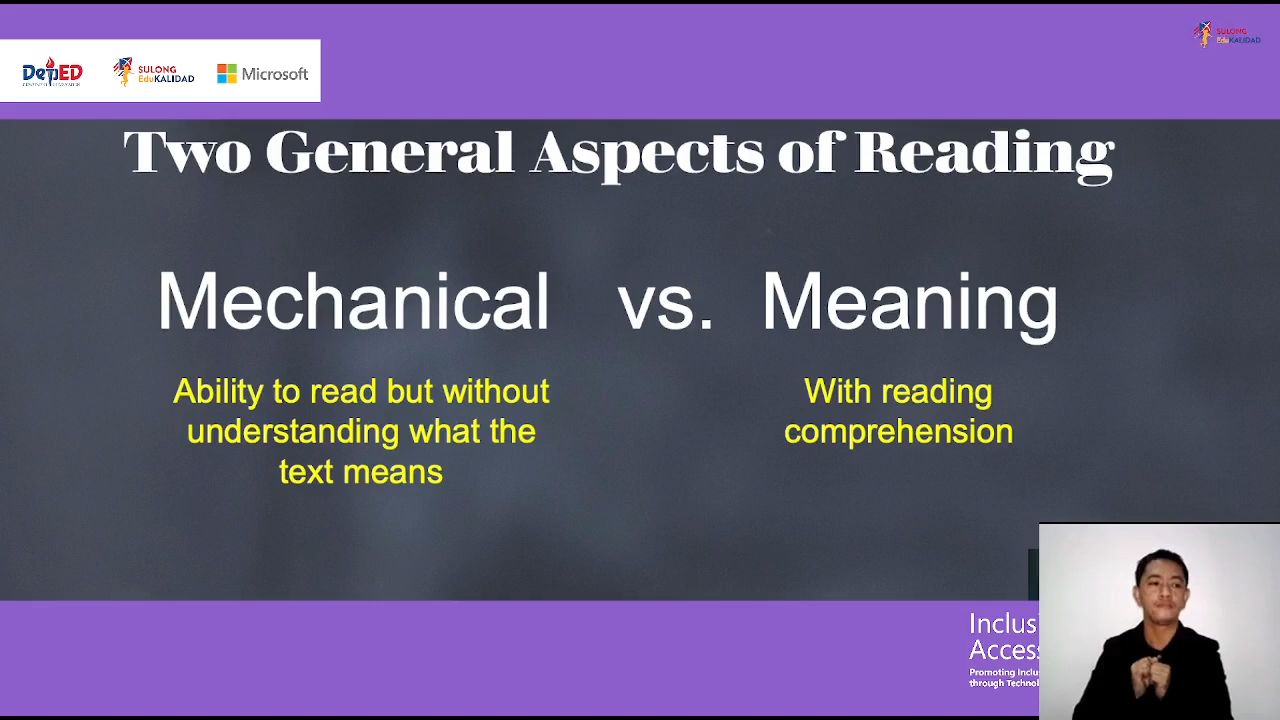 SULONG
EduKALIDAD
DepED
SULONG
EduKALIDAD
Microsoft
Two General Aspects of Reading
Mechanical vs. Meaning
Ability to read but without
understanding what the
text means
With reading
comprehension
Inclusi
Access
Promoting Inclu
through Technol